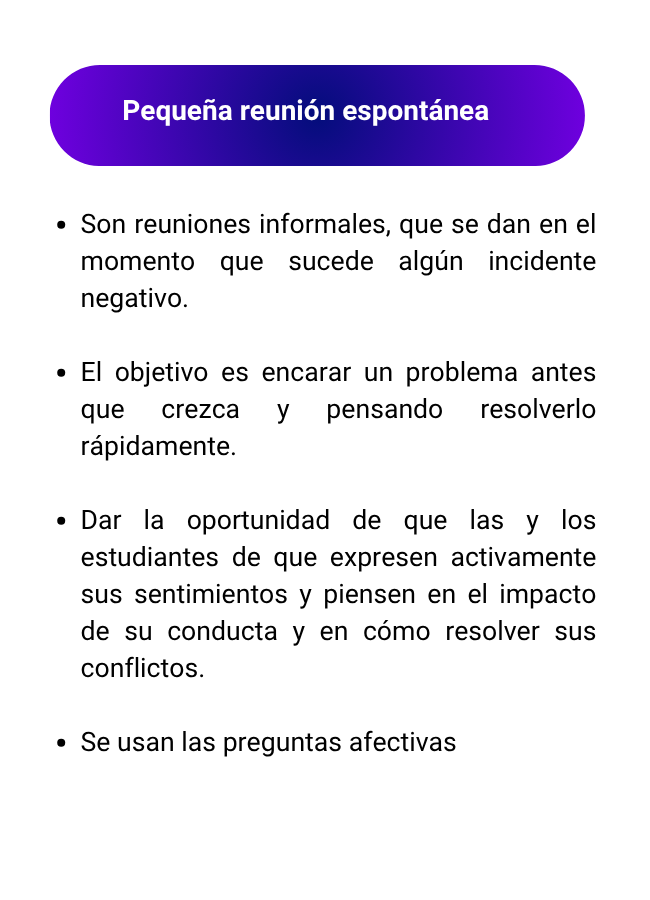 Pequeña reunión espontánea
• Son reuniones informales, que se dan en el
momento que sucede algún incidente
negativo.
• El objetivo es encarar un problema antes
que crezca y pensando resolverlo
rápidamente.
• Dar la oportunidad de que las y los
estudiantes de que expresen activamente
sus sentimientos y piensen en el impacto
de su conducta y en cómo resolver sus
conflictos.
• Se usan las preguntas afectivas